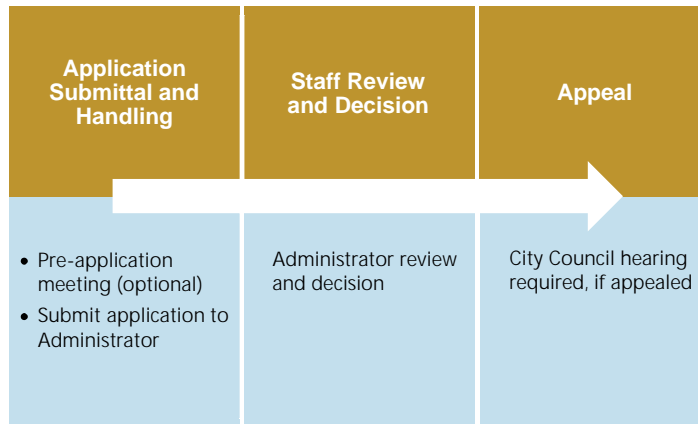 Application
Submittal and
Handling
Staff Review
and Decision
Appeal
• Pre-application
meeting (optional)
• Submit application to
Administrator
Administrator review
and decision
City Council hearing
required, if appealed